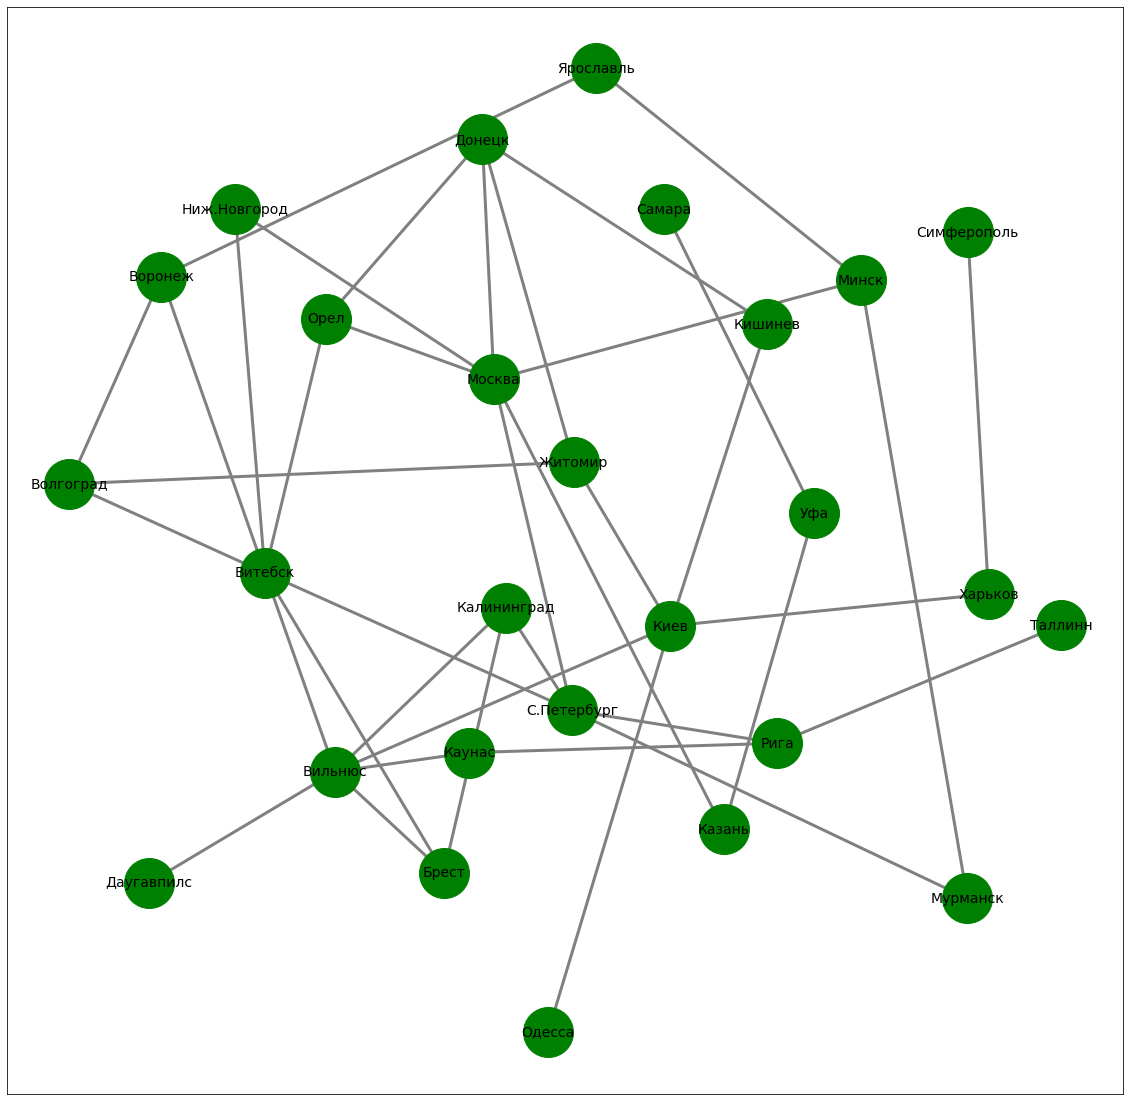 Ярославль
Донецк
Ниж.Новгород
Самара
Симферополь
Воронеж
Минск
Орел
Кишинев
Москва
Житомир
Волгоград
Уфа
Витебск
Харьков
Калининград
Киев
Таллинн
С.Петербург
Рига
Каунас
Вильнюс
Казань
Брест
Даугавпилс
Мурманск
Одесса